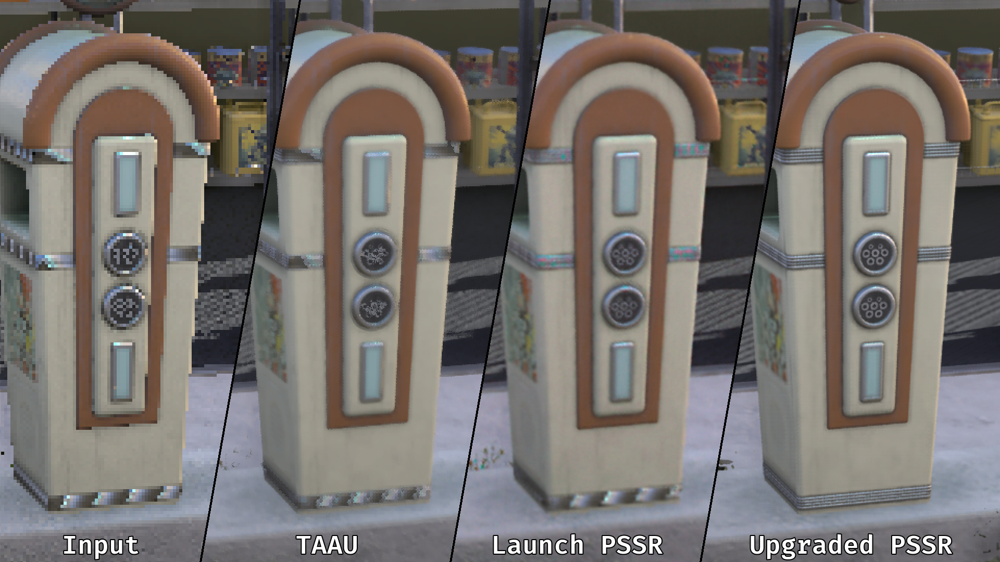 Input
TAAU
Launch PSSR
Upgraded PSSR